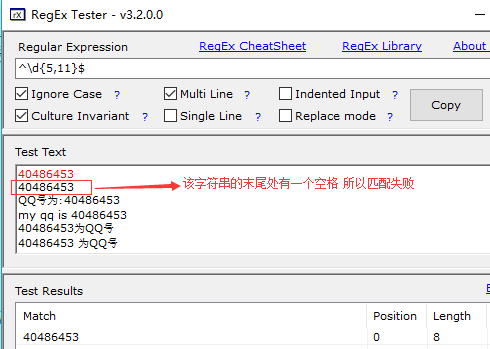 RegEx Tester - v3.2.0.0
Regular Expression RegEx CheatSheet RegEx Library About
^\d{5,11}$
Ignore Case ? Multi Line ? Indented Input ? Copy
Culture Invariant ? Single Line ? Replace mode ?
Test Text
40486453
40486453 该字符串的末尾处有一个空格 所以匹配失败
QQ号为:40486453
my qq is 40486453
40486453为QQ号
40486453 为QQ号
Test Results
Match Position Length
40486453 0 8